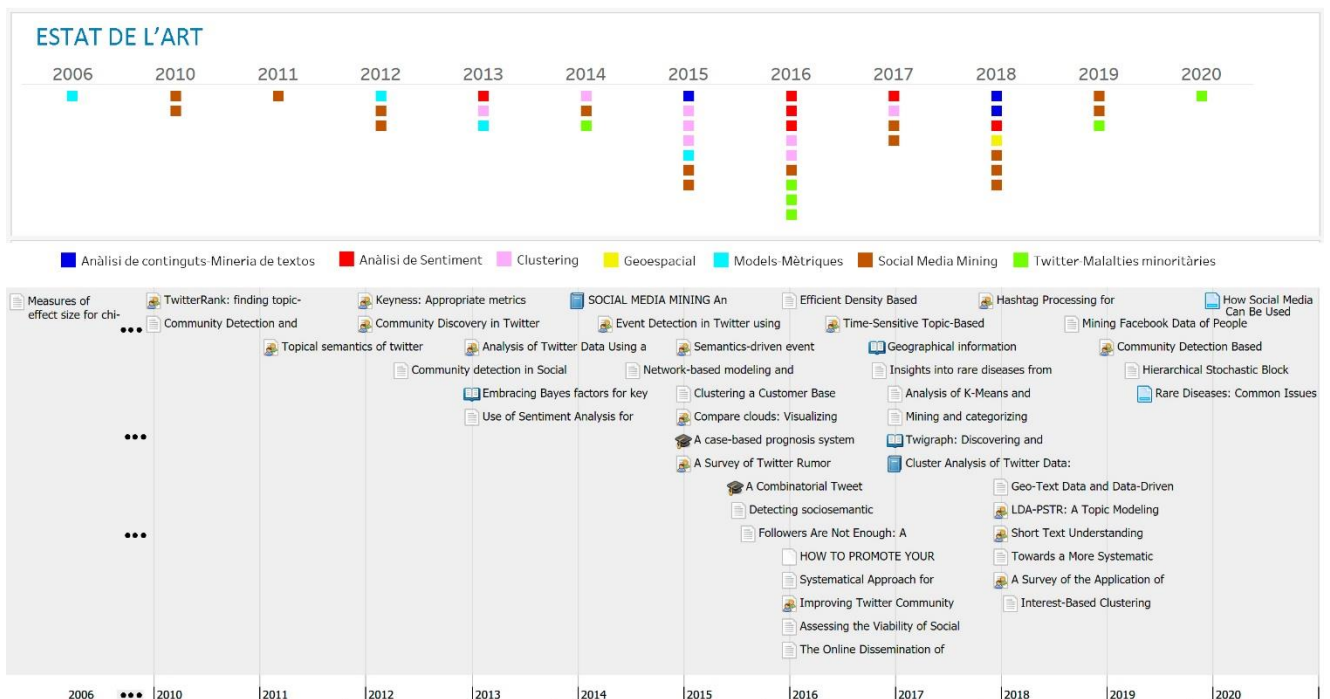 ESTAT DE L'ART
2006 2010 2011 2012 2013 2014 2015 2016 2017 2018 2019 2020
Anàlisi de continguts-Mineria de textos Anàlisi de Sentiment Clustering Geoespacial Models-Mètriques Social Media Mining Twitter-Malalties minoritàries
Measures of
effect size for chi-
TwitterRank: finding topic-
Keyness: Appropriate metrics
SOCIAL MEDIA MINING An
Efficient Density Based
Hashtag Processing for
How Social Media
Can Be Used
Community Detection and
Community Discovery in Twitter
Event Detection in Twitter using
Time-Sensitive Topic-Based
Mining Facebook Data of People
Topical semantics of twitter
Analysis of Twitter Data Using a
Semantics-driven event
Geographical information
Community Detection Based
Community detection in Social
Network-based modeling and
Insights into rare diseases from
Hierarchical Stochastic Block
Embracing Bayes factors for key
Clustering a Customer Base
Analysis of K-Means and
Rare Diseases: Common Issues
Use of Sentiment Analysis for
Compare clouds: Visualizing
Mining and categorizing
A case-based prognosis system
Twigraph: Discovering and
A Survey of Twitter Rumor
Cluster Analysis of Twitter Data:
A Combinatorial Tweet
Geo-Text Data and Data-Driven
Detecting sociosemantic
LDA-PSTR: A Topic Modeling
Followers Are Not Enough: A
Short Text Understanding
HOW TO PROMOTE YOUR
Towards a More Systematic
Systematical Approach for
A Survey of the Application of
Improving Twitter Community
Interest-Based Clustering
Assessing the Viability of Social
The Online Dissemination of
2006 ••• 2010 2011 2012 2013 2014 2015 2016 2017 2018 2019 2020